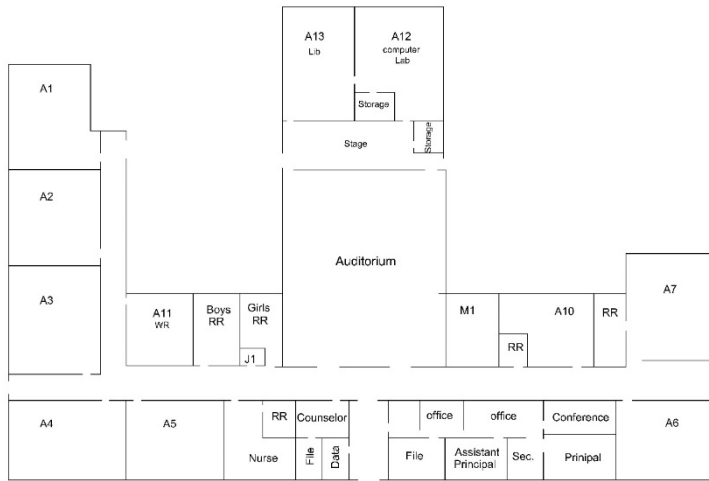 A13
Lib
A12
computer
Lab
Storage
Storage
Stage
A1
A2
A3
Auditorium
A7
A11
WR
Boys
RR
Girls
RR
J1
M1
A10
RR
RR
A4
A5
RR
Counselor
office
office
Conference
A6
Nurse
File
Data
File
Assistant
Principal
Sec.
Prinipal